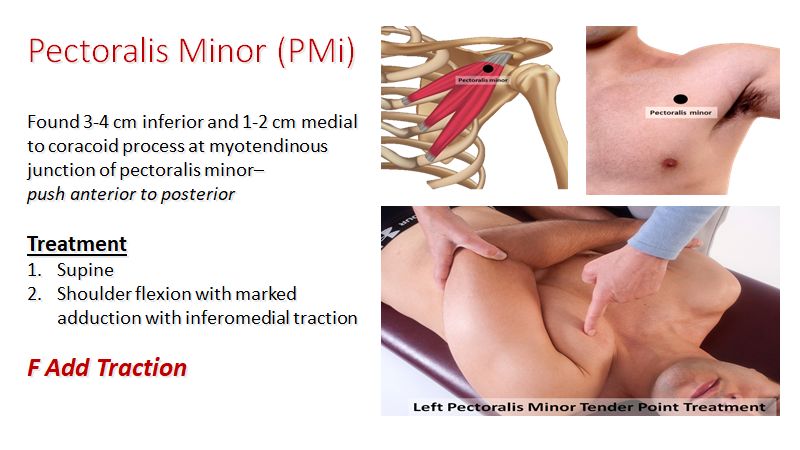 Pectoralis Minor (PMi)
Found 3-4 cm inferior and 1-2 cm medial
to coracoid process at myotendinous
junction of pectoralis minor–
push anterior to posterior
Treatment
1. Supine
2. Shoulder flexion with marked
adduction with inferomedial traction
F Add Traction
Pectoralis minor
Pectoralis minor
Left Pectoralis Minor Tender Point Treatment